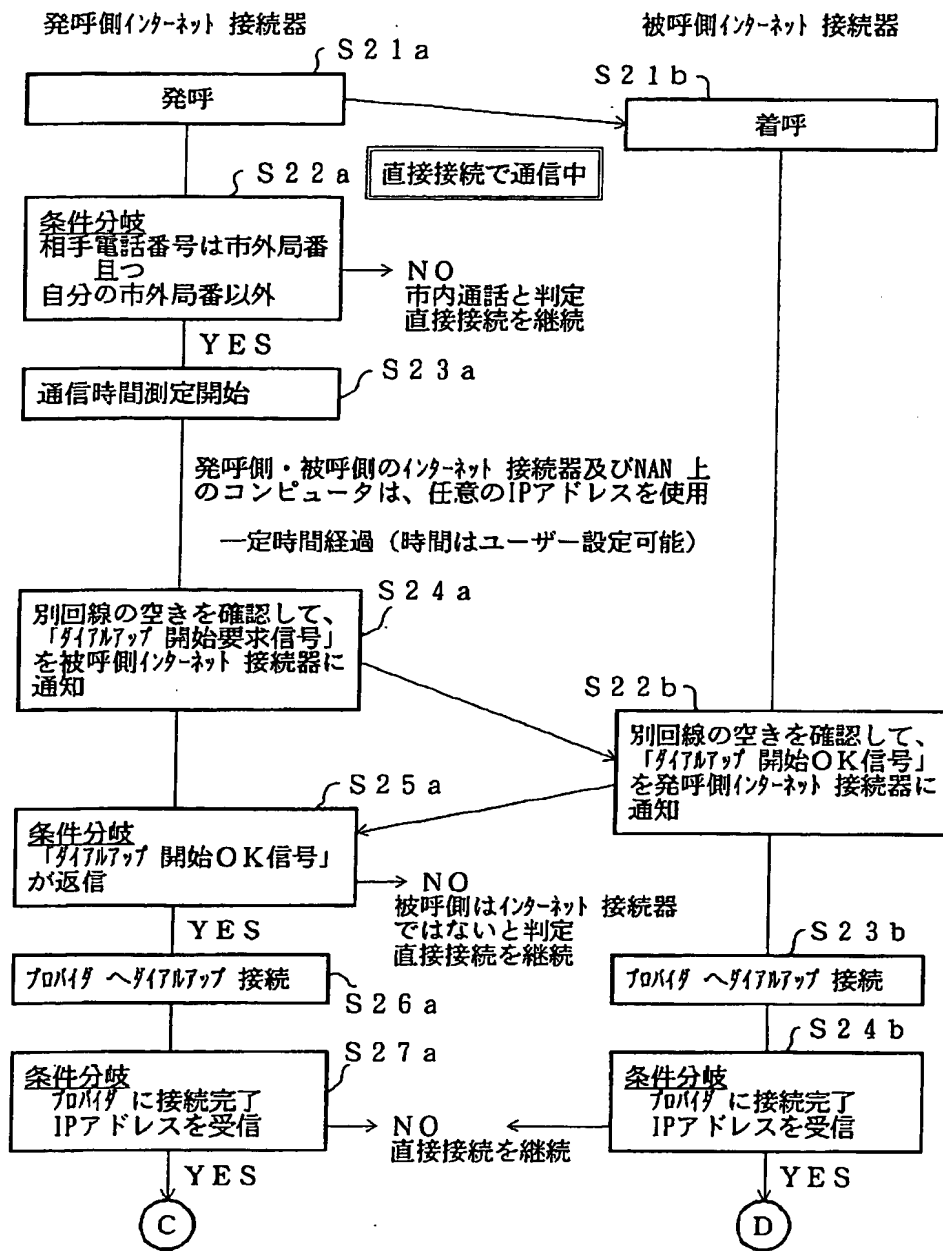 発呼側インターネット 接続器
被呼側インターネット 接続器
S21a
S21b
発呼
着呼
S22a
直接接続で通信中
条件分岐
相手電話番号は市外局番
且つ
自分の市外局番以外
NO
市内通話と判定
直接接続を継続
YES
S23a
通信時間測定開始
発呼側・被呼側のインターネット 接続器及びNAN 上
のコンピュータは、任意のIPアドレスを使用
一定時間経過（時間はユーザー設定可能）
S24a
別回線の空きを確認して、
「ダイアルアップ 開始要求信号」
を被呼側インターネット 接続器に
通知
S22b
別回線の空きを確認して、
「ダイアルアップ 開始OK信号」
を発呼側インターネット 接続器に
通知
S25a
条件分岐
「ダイアルアップ 開始OK信号」
が返信
NO
被呼側はインターネット 接続器
ではないと判定
直接接続を継続
YES
S23b
プロバイダ へダイアルアップ 接続
S26a
プロバイダ へダイアルアップ 接続
S27a
S24b
条件分岐
プロバイダ に接続完了
IPアドレスを受信
NO
直接接続を継続
条件分岐
プロバイダ に接続完了
IPアドレスを受信
YES
YES
C
D